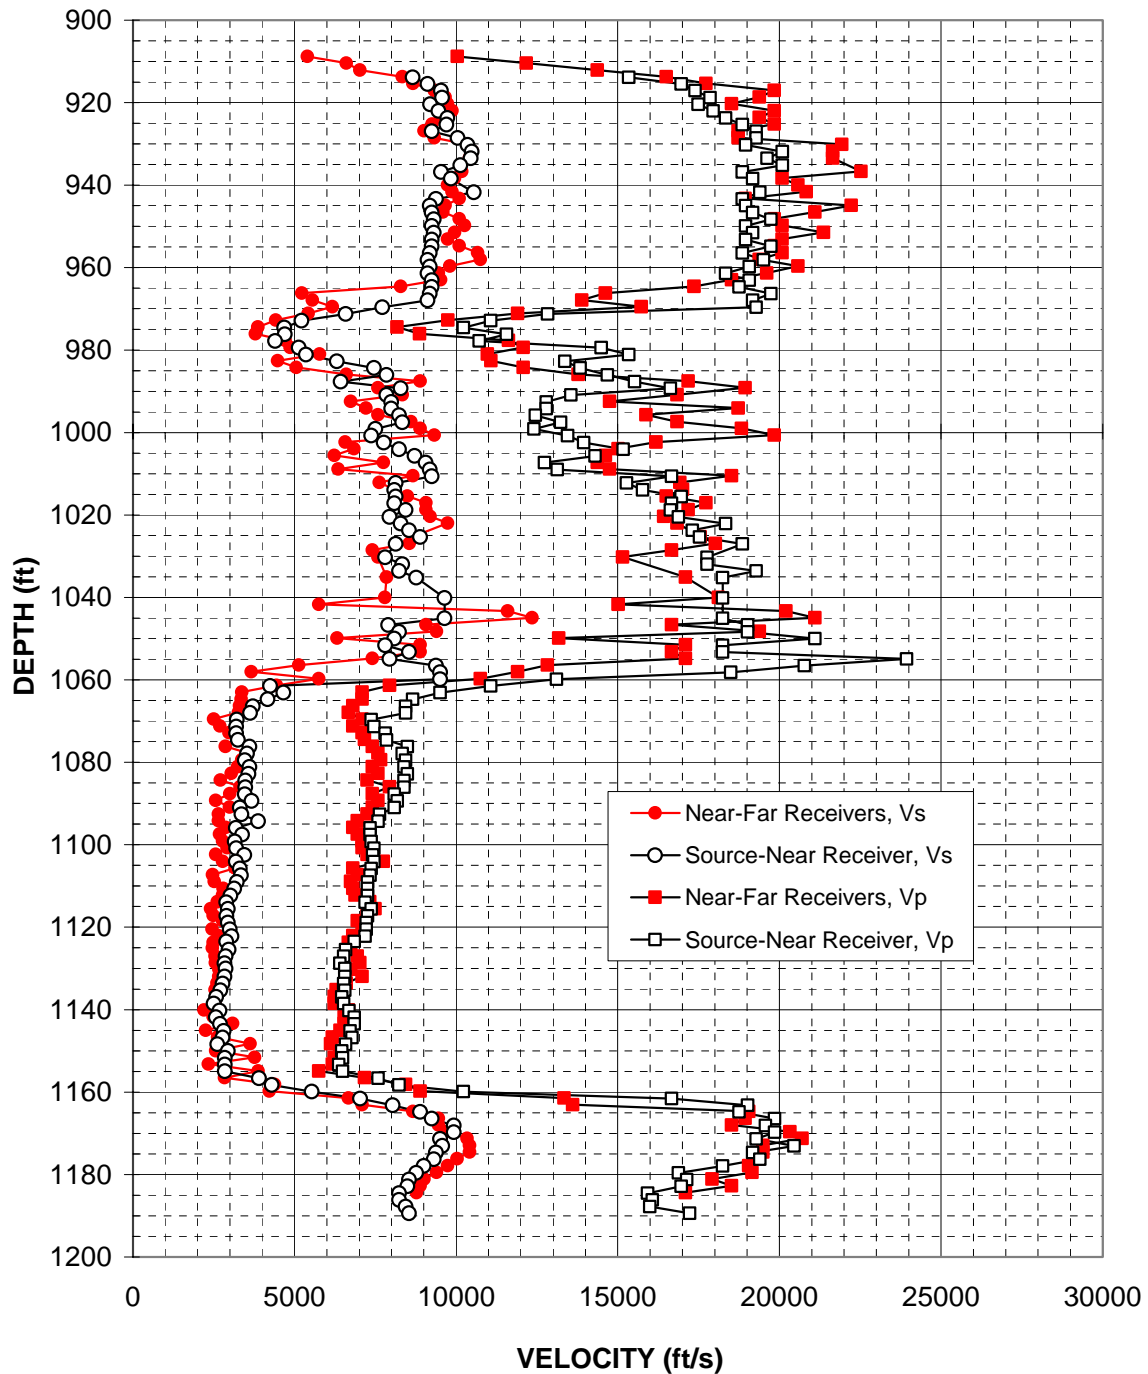 900
920
940
960
980
1000
1020
1040
1060
1080
1100
1120
1140
1160
1180
1200
DEPTH (ft)
Near-Far Receivers, Vs
Source-Near Receiver, Vs
Near-Far Receivers, Vp
Source-Near Receiver, Vp
0 5000 10000 15000 20000 25000 30000
VELOCITY (ft/s)